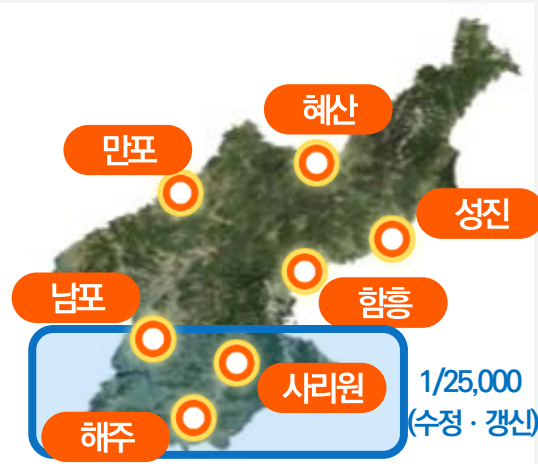 혜산
만포
성진
남포
함흥
사리원
1/25,000
(수정 · 갱신)
해주